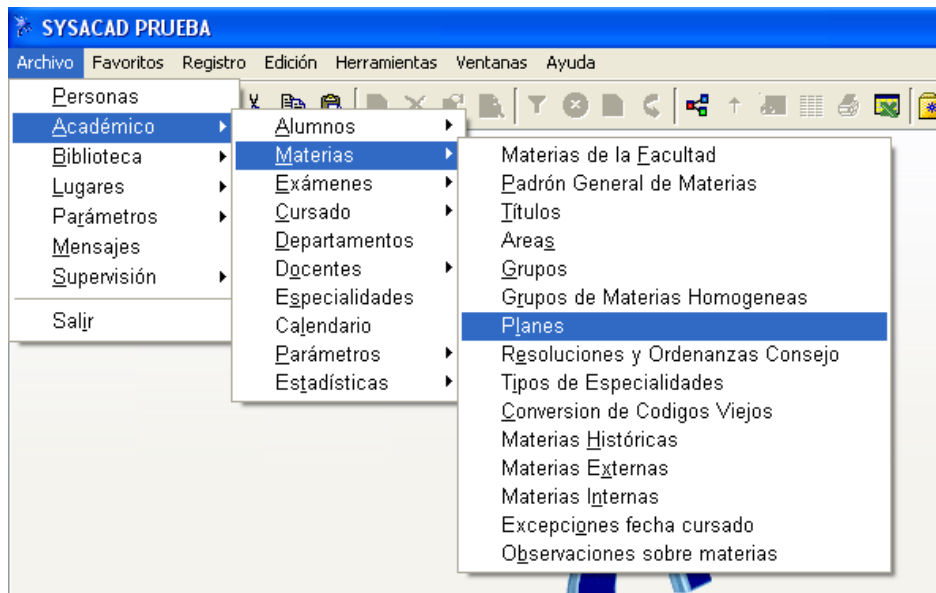 SYSACAD PRUEBA
Archivo Favoritos Registro Edición Herramientas Ventanas Ayuda
Personas
Académico
Biblioteca
Lugares
Parámetros
Mensajes
Supervisión
Salir
Alumnos
Materias
Exámenes
Cursado
Departamentos
Docentes
Especialidades
Calendario
Parámetros
Estadísticas
Materias de la Facultad
Padrón General de Materias
Títulos
Areas
Grupos
Grupos de Materias Homogeneas
Planes
Resoluciones y Ordenanzas Consejo
Tipos de Especialidades
Conversion de Codigos Viejos
Materias Históricas
Materias Externas
Materias Internas
Excepciones fecha cursado
Observaciones sobre materias